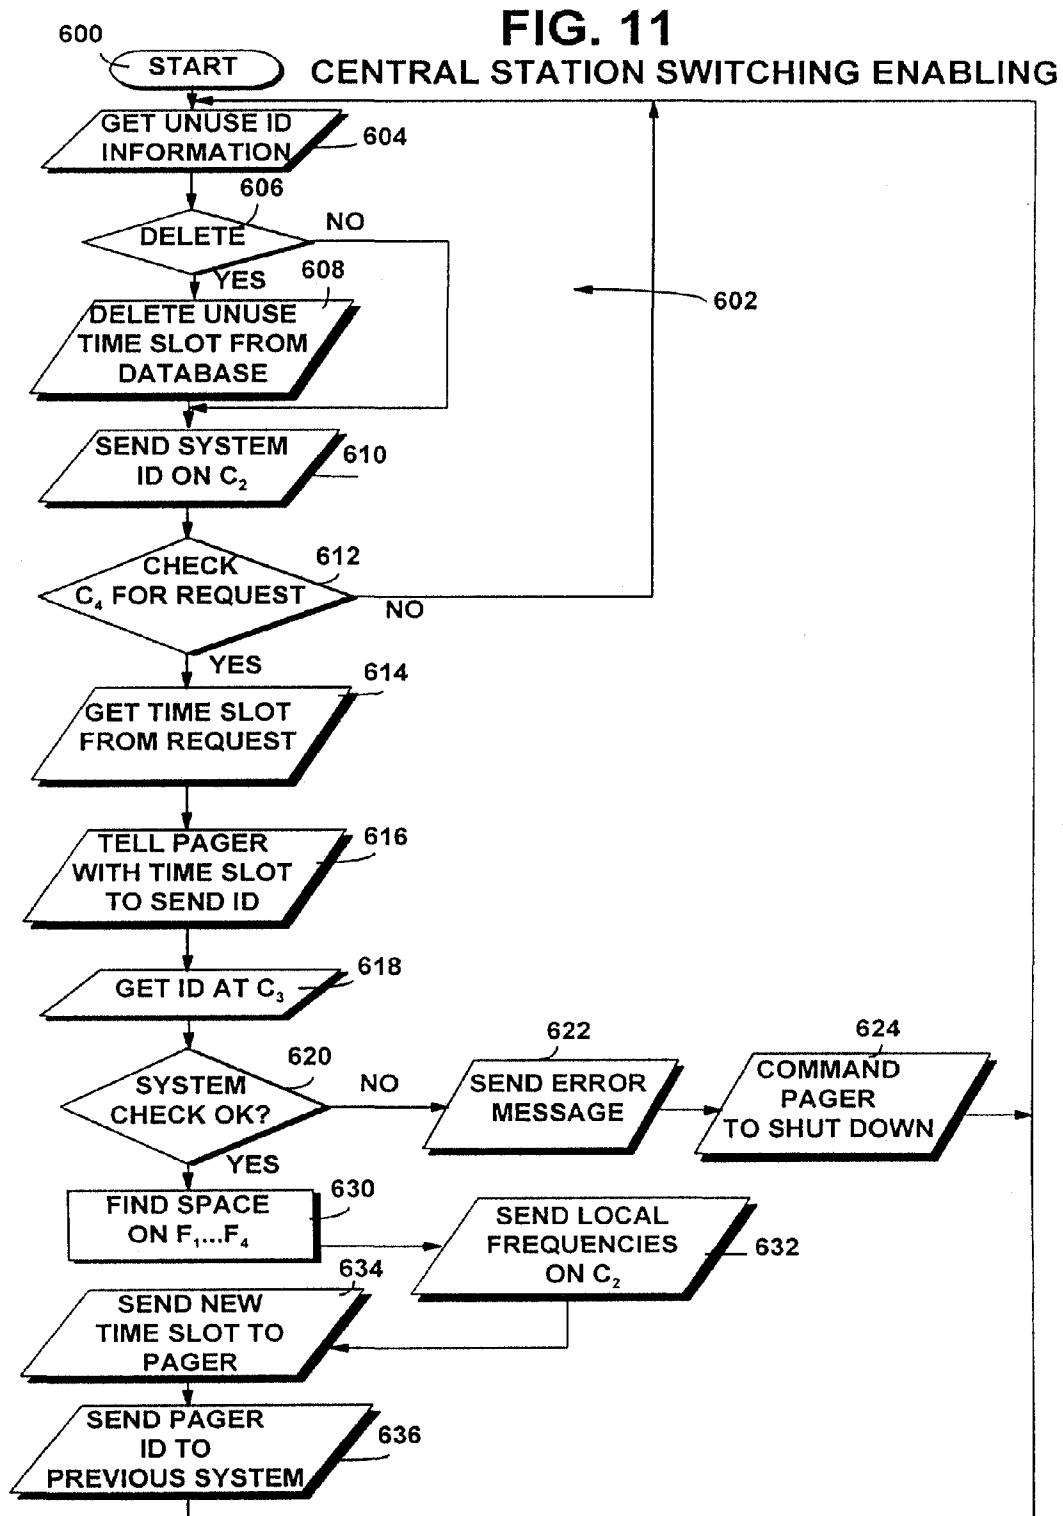 FIG. 11
600
START
CENTRAL STATION SWITCHING ENABLING
GET UNUSE ID
INFORMATION
604
606
DELETE
NO
YES
608
602
DELETE UNUSE
TIME SLOT FROM
DATABASE
SEND SYSTEM
ID ON C₂
610
612
CHECK
C₄ FOR REQUEST
NO
YES
614
GET TIME SLOT
FROM REQUEST
616
TELL PAGER
WITH TIME SLOT
TO SEND ID
618
GET ID AT C₃
620
SYSTEM
CHECK OK?
NO
YES
622
SEND ERROR
MESSAGE
624
COMMAND
PAGER
TO SHUT DOWN
630
FIND SPACE
ON F₁...F₄
SEND LOCAL
FREQUENCIES
ON C₂
632
634
SEND NEW
TIME SLOT TO
PAGER
SEND PAGER
ID TO
PREVIOUS SYSTEM
636